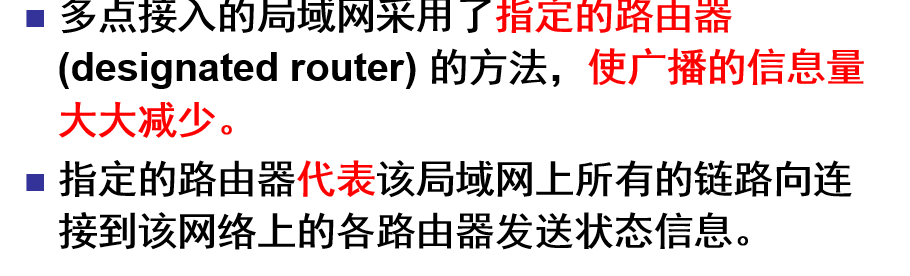 多点接入的局域网采用了指定的路由器
(designated router) 的方法，使广播的信息量
大大减少。
指定的路由器代表该局域网上所有的链路向连
接到该网络上的各路由器发送状态信息。